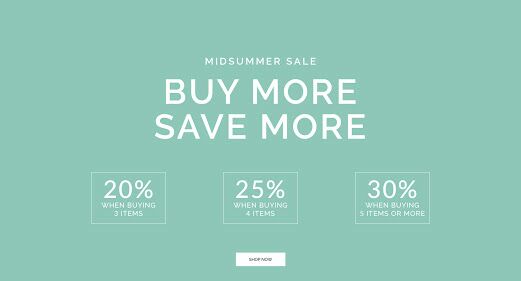 MIDSUMMER SALE
BUY MORE
SAVE MORE
20%
WHEN BUYING
3 ITEMS
25%
WHEN BUYING
4 ITEMS
30%
WHEN BUYING
5 ITEMS OR MORE
SHOP NOW